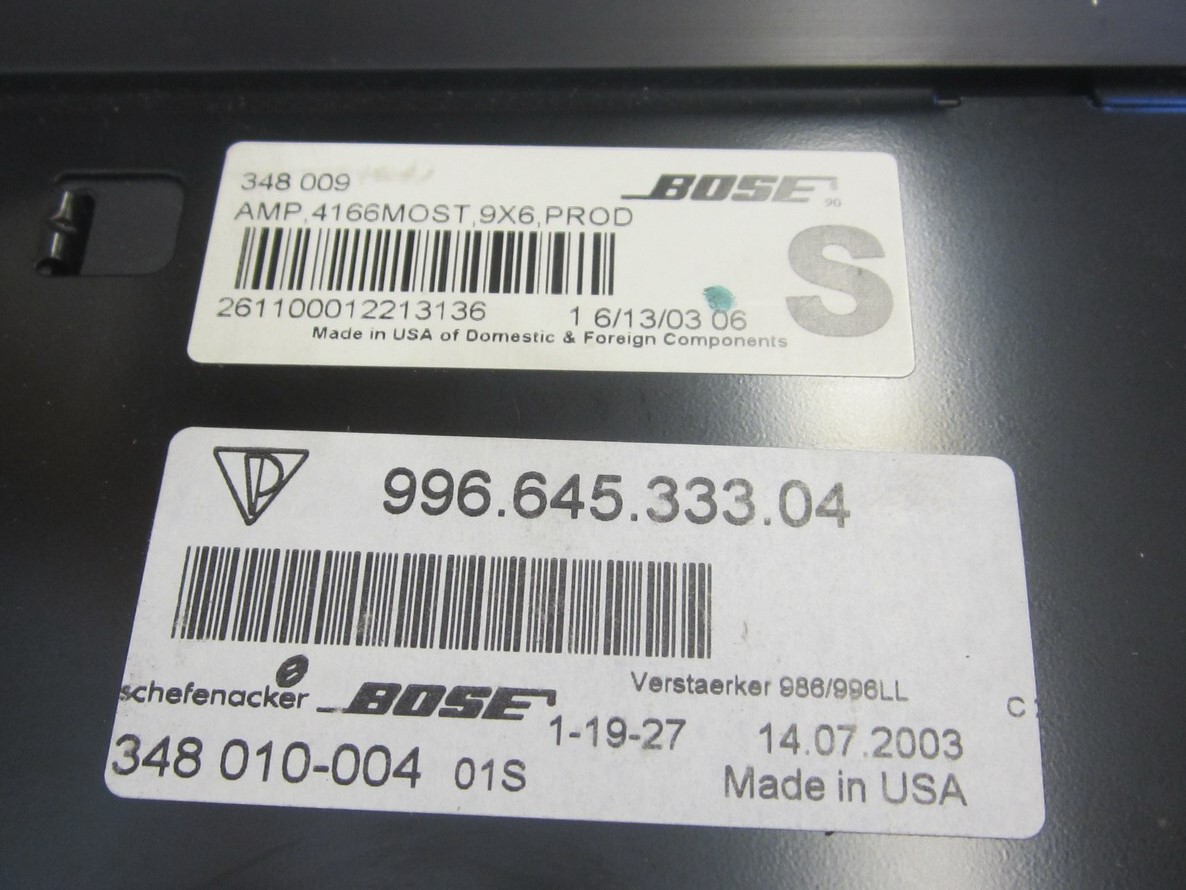 348 009
BOSE
90
AMP,4166MOST,9X6,PROD
S
261100012213136 1 6/13/03 06
Made in USA of Domestic & Foreign Components
996.645.333.04
Verstaerker 986/996LL
schefenacker BOSE
C
1-19-27 14.07.2003
348 010-004 01S
Made in USA